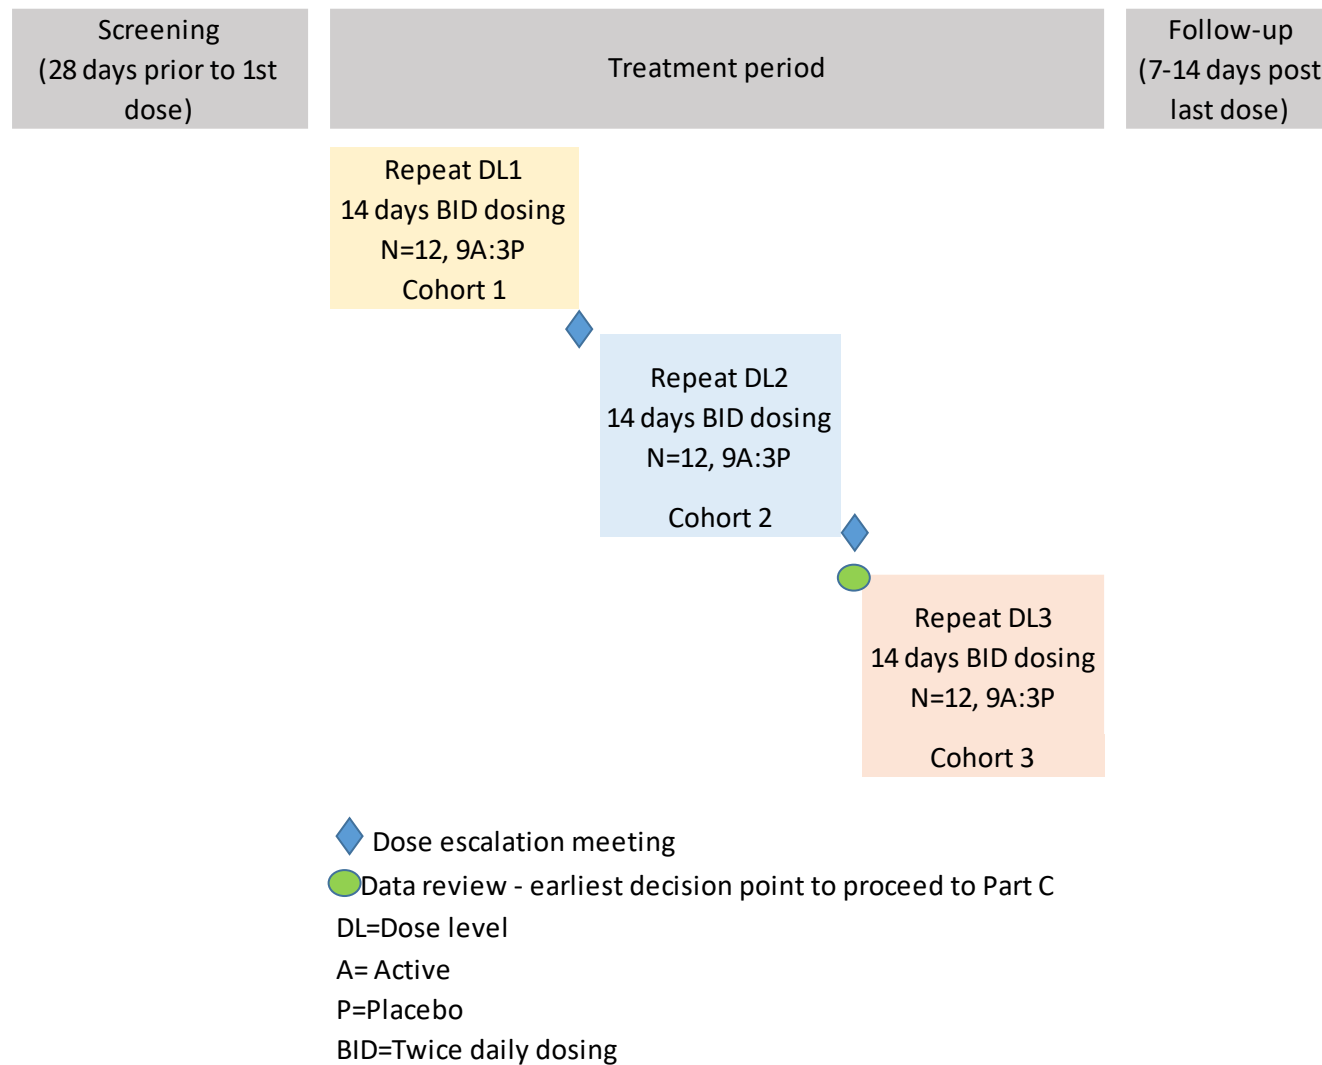 Screening
(28 days prior to 1st
dose)
Treatment period
Follow-up
(7-14 days post
last dose)
Repeat DL1
14 days BID dosing
N=12, 9A:3P
Cohort 1
Repeat DL2
14 days BID dosing
N=12, 9A:3P
Cohort 2
Repeat DL3
14 days BID dosing
N=12, 9A:3P
Cohort 3
Dose escalation meeting
Data review - earliest decision point to proceed to Part C
DL=Dose level
A= Active
P=Placebo
BID=Twice daily dosing